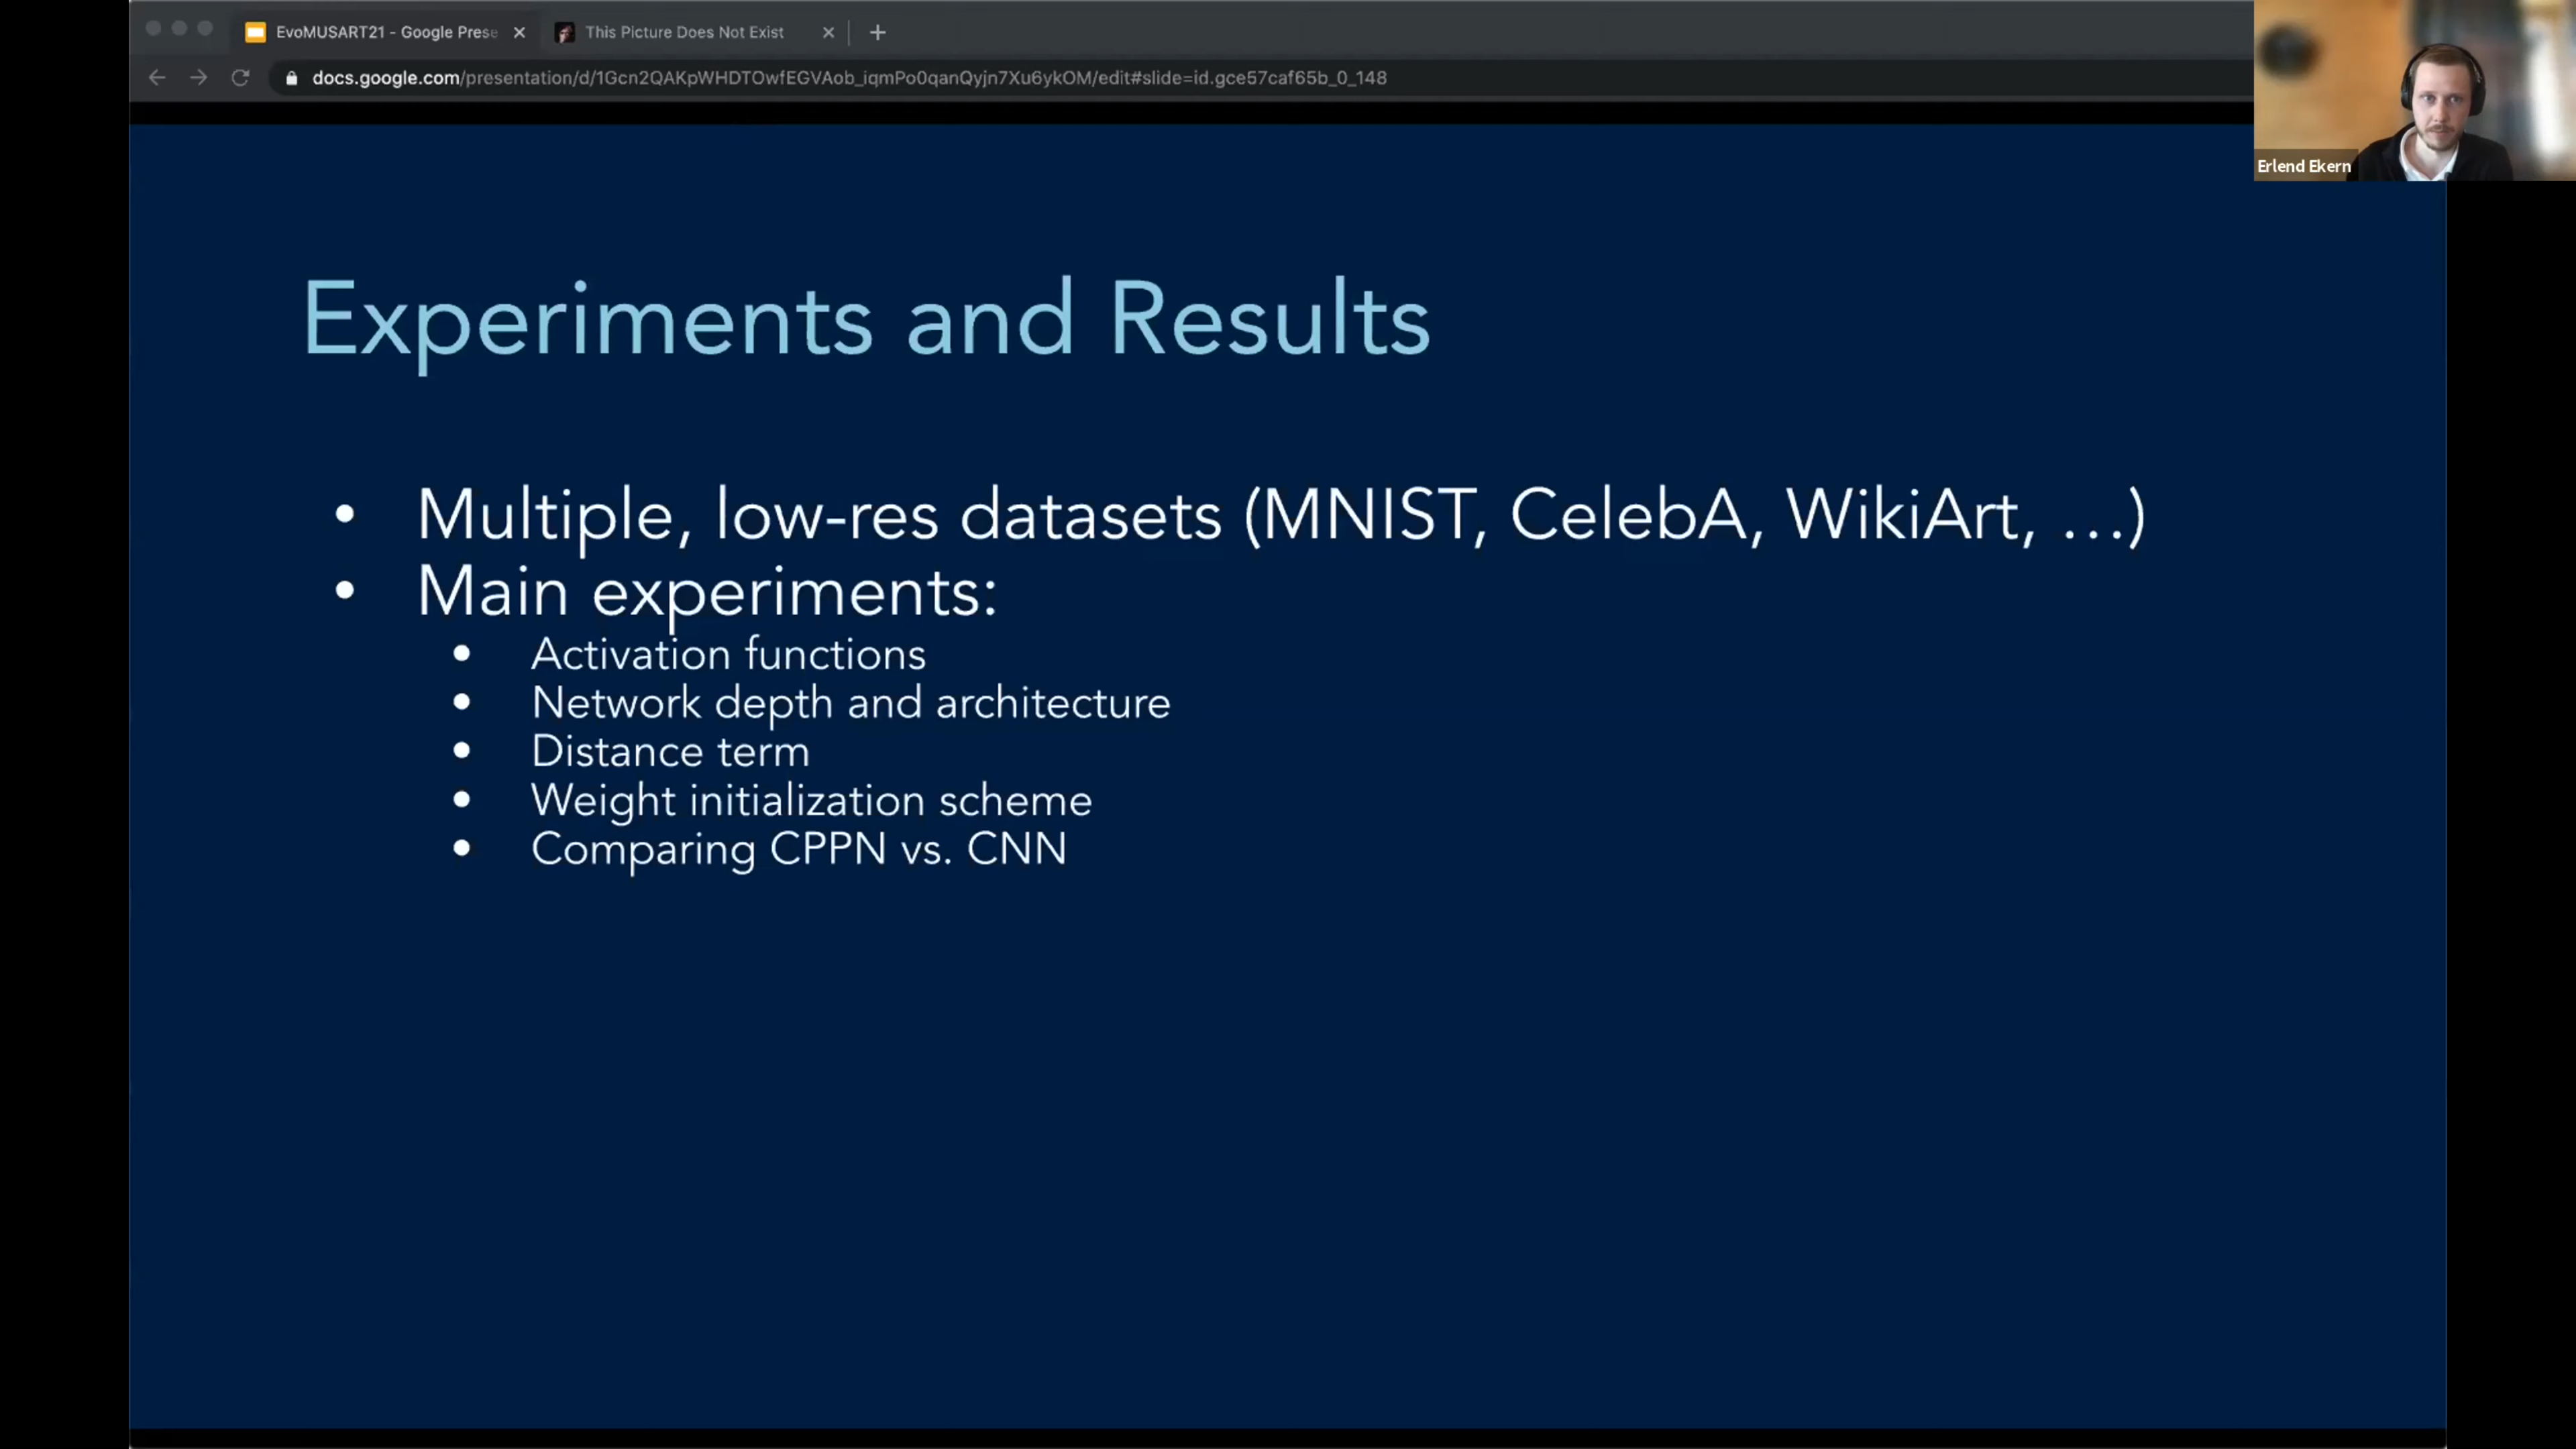 EvoMUSART21 - Google Prese
This Picture Does Not Exist
docs.google.com/presentation/d/1Gcn2QAKpWHDTOwfEGVAob_iqmPo0qanQyjn7Xu6ykOM/edit#slide=id.gce57caf65b_0_148
Erlend Ekern
Experiments and Results
• Multiple, low-res datasets (MNIST, CelebA, WikiArt, ...)
• Main experiments:
• Activation functions
• Network depth and architecture
• Distance term
• Weight initialization scheme
• Comparing CPPN vs. CNN